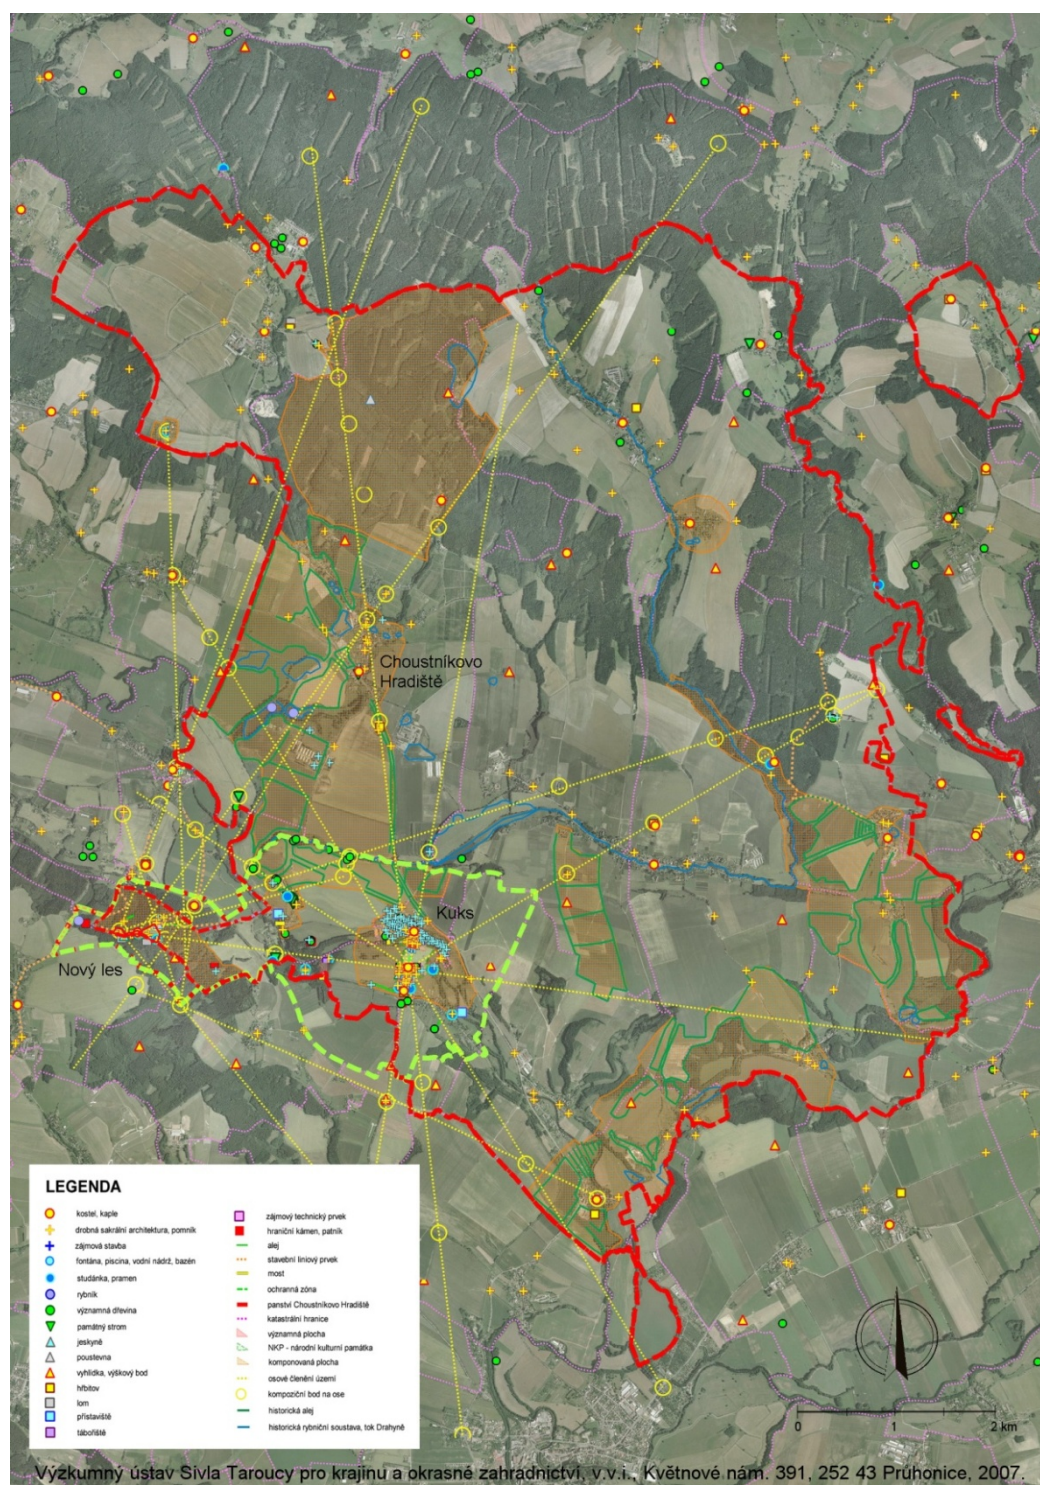 Choustníkovo
Hradiště
Kuks
Nový les
LEGENDA
kostel, kaple
drobná sakrální architektura, pomník
zájmová stavba
fontána, piscina, vodní nádrž, bazén
studánka, pramen
rybník
významná dřevina
památný strom
jeskyně
poustevna
vyhlídka, výškový bod
hřbitov
lom
přístaviště
tábořiště
zájmový technický prvek
hraniční kámen, patník
alej
stavební liniový prvek
most
ochranná zóna
panství Choustníkovo Hradiště
katastrální hranice
významná plocha
NKP - národní kulturní památka
komponovaná plocha
osové členění území
kompoziční bod na ose
historická alej
historická rybniční soustava, tok Drahyně
0 1 2 km
Výzkumný ústav Sívla Taroucy pro krajinu a okrasné zahradnictví, v.v.i., Květnové nám. 391, 252 43 Průhonice, 2007.